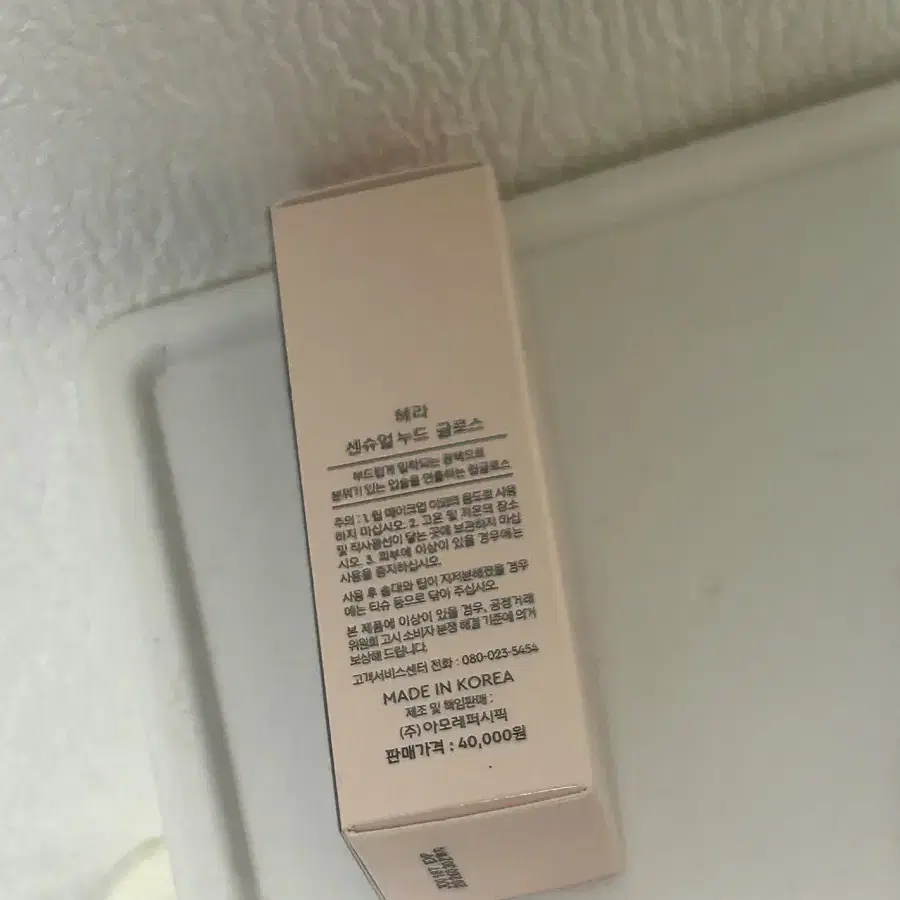 헤라
센슈얼 누드 글로스
부드럽게 밀착되는 광택으로
분위기 있는 입술을 연출하는 립글로스
주의 : 1. 립 메이크업 이외의 용도로 사용
하지 마십시오. 2. 고온 및 저온의 장소
및 직사광선이 닿는 곳에 보관하지 마십
시오. 3. 피부에 이상이 있을 경우에는
사용을 중지하십시오.
사용 후 솔대와 팁이 지저분해졌을 경우
에는 티슈 등으로 닦아 주십시오.
본 제품에 이상이 있을 경우, 공정거래
위원회 고시 소비자 분쟁 해결 기준에 의거
보상해 드립니다.
고객서비스센터 전화 : 080-023-5454
MADE IN KOREA
제조 및 책임판매 :
(주)아모레퍼시픽
판매가격 : 40,000원